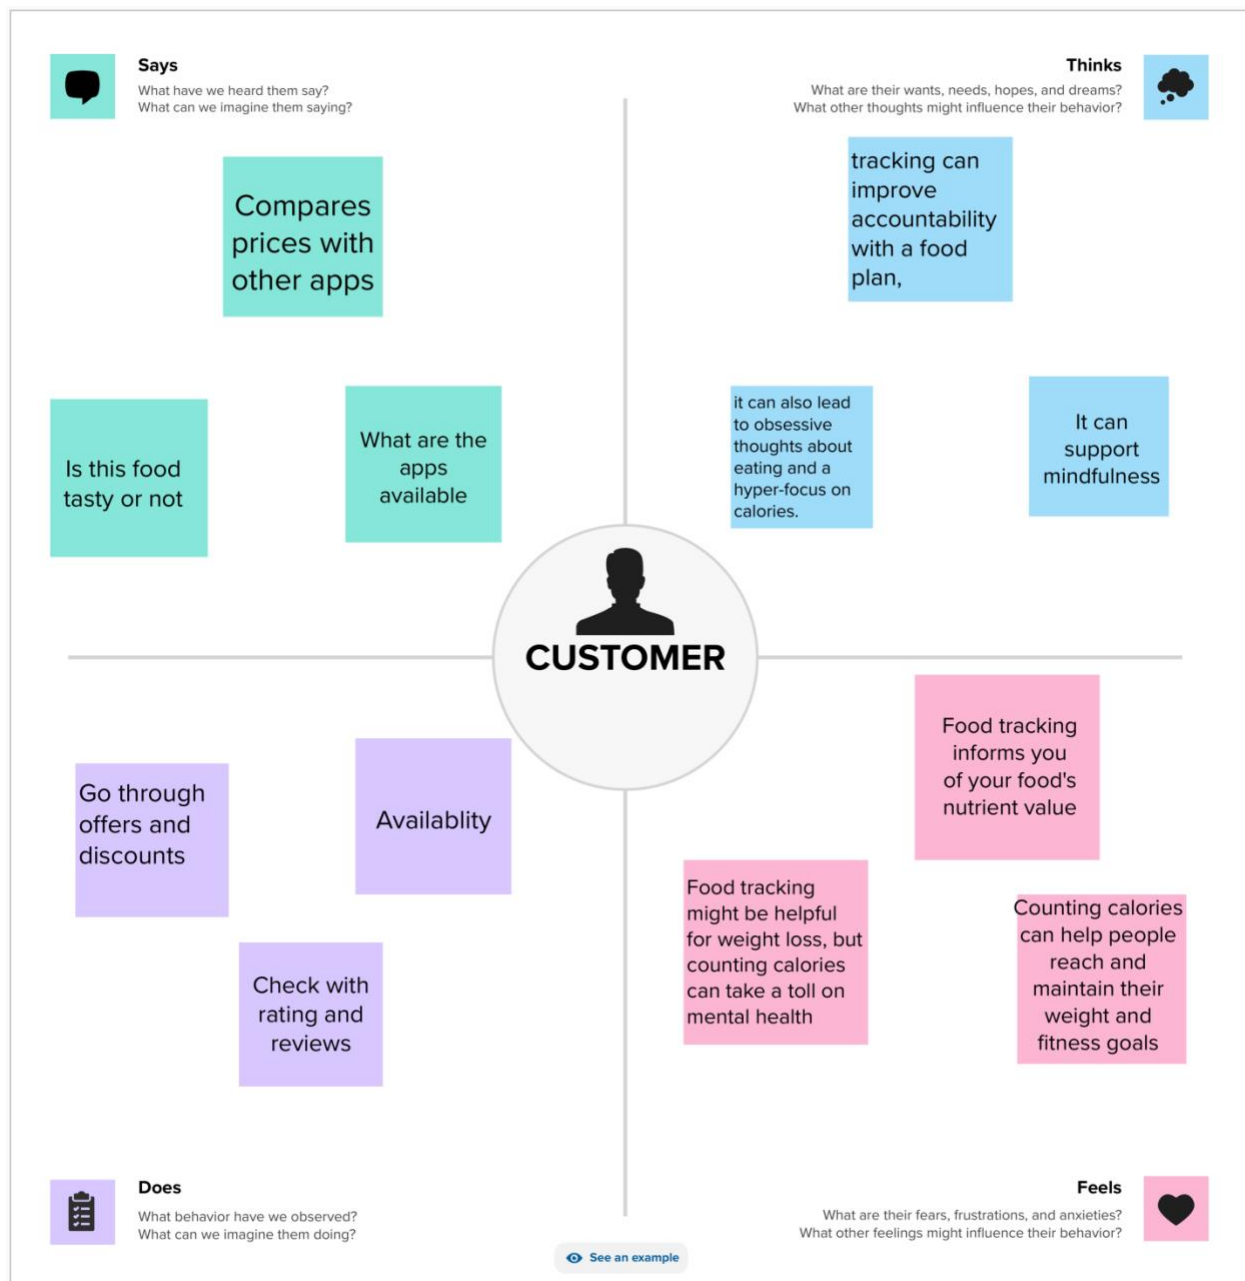 Says
What have we heard them say?
What can we imagine them saying?
Compares
prices with
other apps
Is this food
tasty or not
What are the
apps
available
Thinks
What are their wants, needs, hopes, and dreams?
What other thoughts might influence their behavior?
tracking can
improve
accountability
with a food
plan,
it can also lead
to obsessive
thoughts about
eating and a
hyper-focus on
calories.
It can
support
mindfulness
CUSTOMER
Go through
offers and
discounts
Availablity
Check with
rating and
reviews
Does
What behavior have we observed?
What can we imagine them doing?
Food tracking
informs you
of your food's
nutrient value
Food tracking
might be helpful
for weight loss, but
counting calories
can take a toll on
mental health
Counting calories
can help people
reach and
maintain their
weight and
fitness goals
Feels
What are their fears, frustrations, and anxieties?
What other feelings might influence their behavior?
See an example